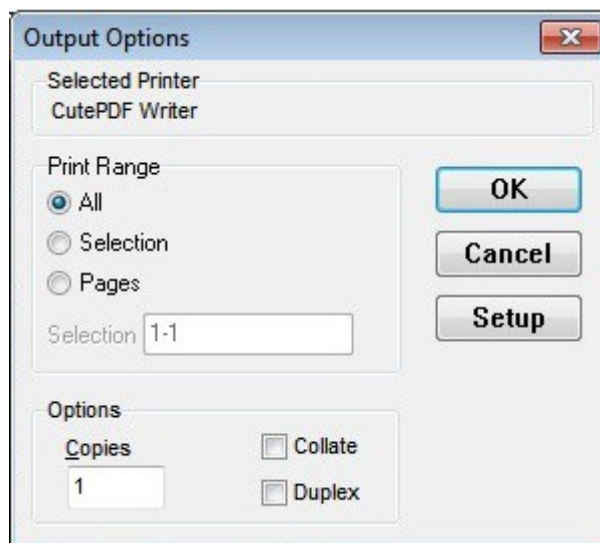 Output Options
Selected Printer
CutePDF Writer
Print Range
All
Selection
Pages
Selection 1-1
OK
Cancel
Setup
Options
Copies
1
Collate
Duplex